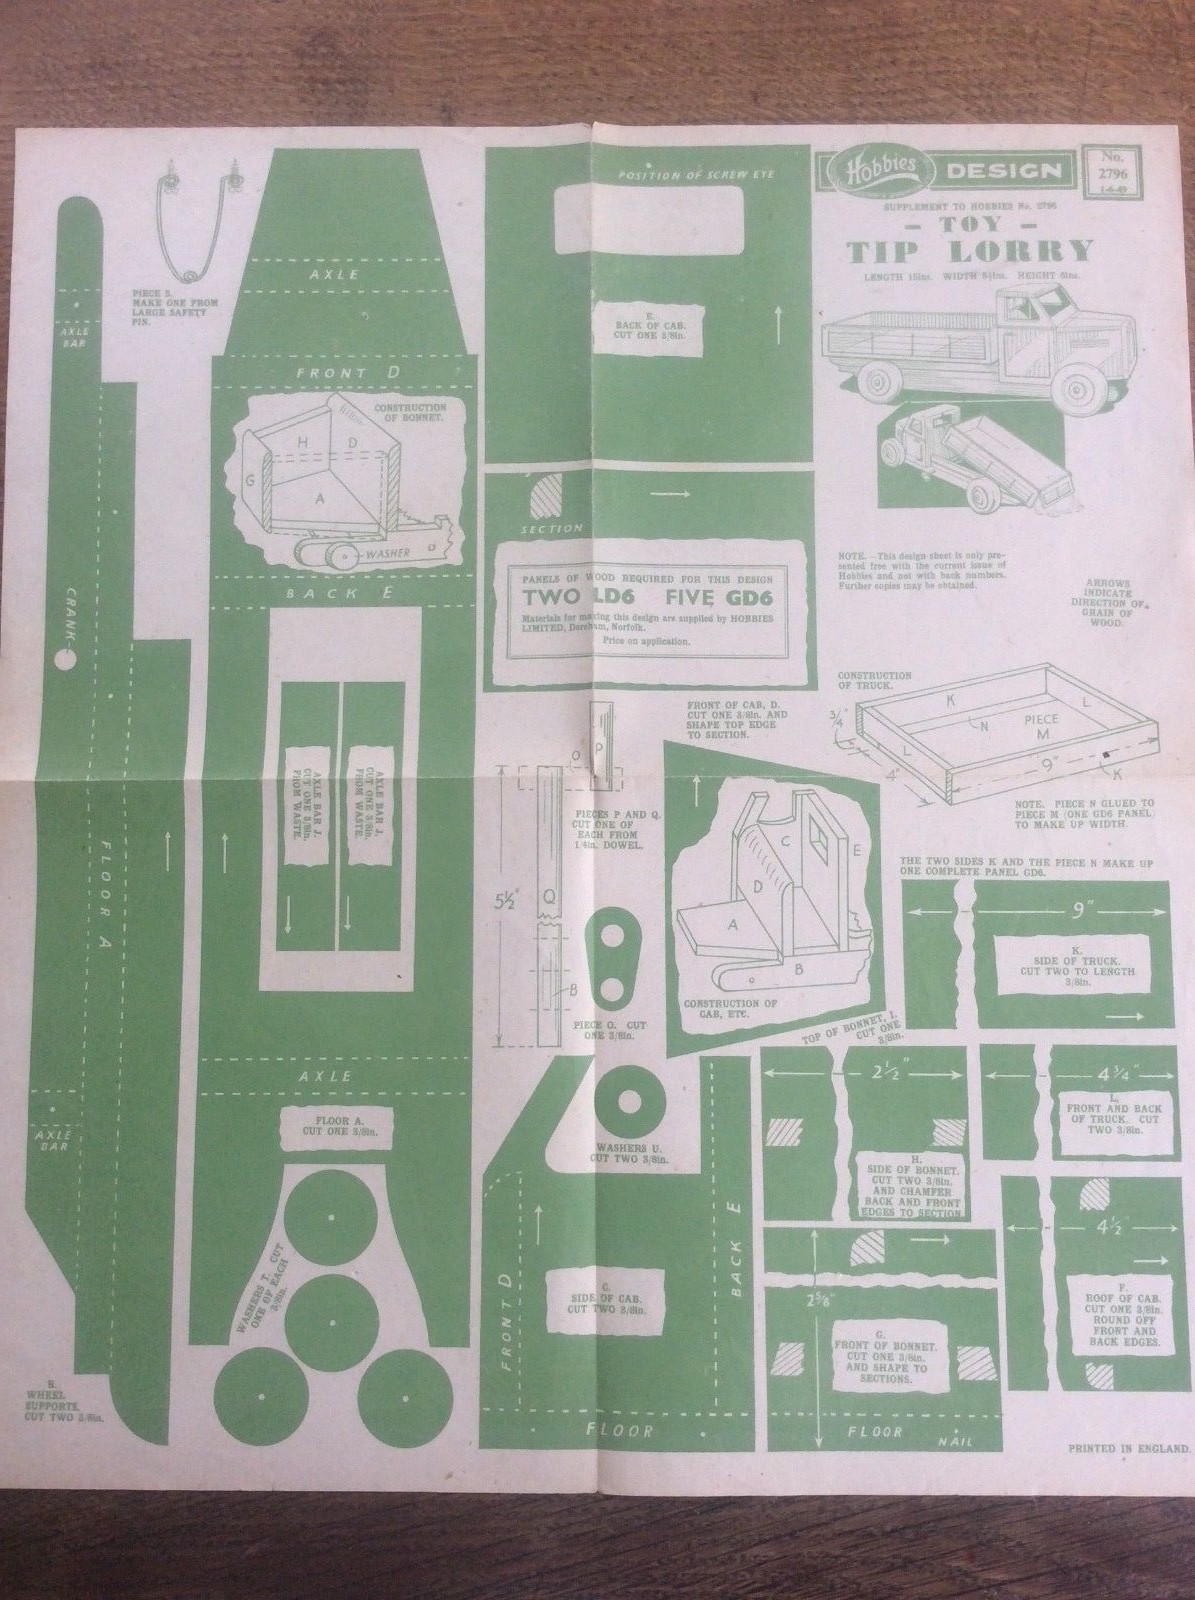 Hobbies DESIGN
No.
2796
1-6-49
SUPPLEMENT TO HOBBIES No. 2796
– TOY –
TIP LORRY
LENGTH 15ins. WIDTH 5½ins. HEIGHT 6ins.
NOTE.—This design sheet is only pre-
sented free with the current issue of
Hobbies and not with back numbers.
Further copies may be obtained.
ARROWS
INDICATE
DIRECTION OF
GRAIN OF
WOOD.
PIECE S.
MAKE ONE FROM
LARGE SAFETY
PIN.
AXLE
BAR
CRANK
FLOOR A
AXLE
BAR
WHEEL
SUPPORTS.
CUT TWO 3/8in.
AXLE
FRONT D
CONSTRUCTION
OF BONNET.
H
D
G
A
WASHER
BACK E
AXLE BAR J.
CUT ONE 3/8in.
FROM WASTE.
AXLE BAR J.
CUT ONE 3/8in.
FROM WASTE.
AXLE
FLOOR A.
CUT ONE 3/8in.
WASHERS T. CUT
ONE OF EACH
3/8in.
POSITION OF SCREW EYE
E.
BACK OF CAB.
CUT ONE 3/8in.
SECTION
PANELS OF WOOD REQUIRED FOR THIS DESIGN
TWO LD6 FIVE GD6
Materials for making this design are supplied by HOBBIES
LIMITED, Dereham, Norfolk.
Price on application.
FRONT OF CAB, D.
CUT ONE 3/8in. AND
SHAPE TOP EDGE
TO SECTION.
O
P
PIECES P AND Q.
CUT ONE OF
EACH FROM
1/4in. DOWEL.
5½"
Q
B
PIECE O. CUT
ONE 3/8in.
C
E
D
A
B
CONSTRUCTION OF
CAB, ETC.
TOP OF BONNET, I.
CUT ONE
3/8in.
WASHERS U.
CUT TWO 3/8in.
FRONT D
BACK E
C.
SIDE OF CAB.
CUT TWO 3/8in.
FLOOR
CONSTRUCTION
OF TRUCK.
K
L
N
PIECE
M
3/4"
L
4"
9"
K
NOTE. PIECE N GLUED TO
PIECE M (ONE GD6 PANEL)
TO MAKE UP WIDTH.
THE TWO SIDES K AND THE PIECE N MAKE UP
ONE COMPLETE PANEL GD6.
9"
K.
SIDE OF TRUCK.
CUT TWO TO LENGTH
3/8in.
2½"
H.
SIDE OF BONNET.
CUT TWO 3/8in.
AND CHAMFER
BACK AND FRONT
EDGES TO SECTION
4¾"
L.
FRONT AND BACK
OF TRUCK. CUT
TWO 3/8in.
4½"
F.
ROOF OF CAB.
CUT ONE 3/8in.
ROUND OFF
FRONT AND
BACK EDGES.
2⅝"
G.
FRONT OF BONNET.
CUT ONE 3/8in.
AND SHAPE TO
SECTIONS.
FLOOR
NAIL
PRINTED IN ENGLAND.